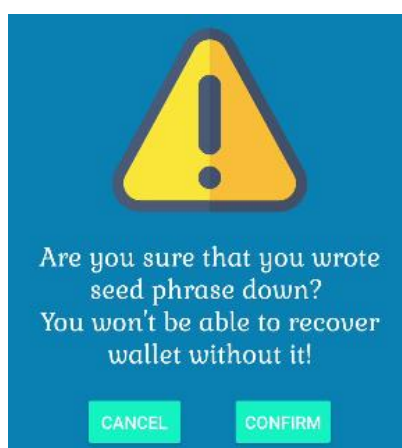 Are you sure that you wrote
seed phrase down?
You won't be able to recover
wallet without it!
CANCEL CONFIRM